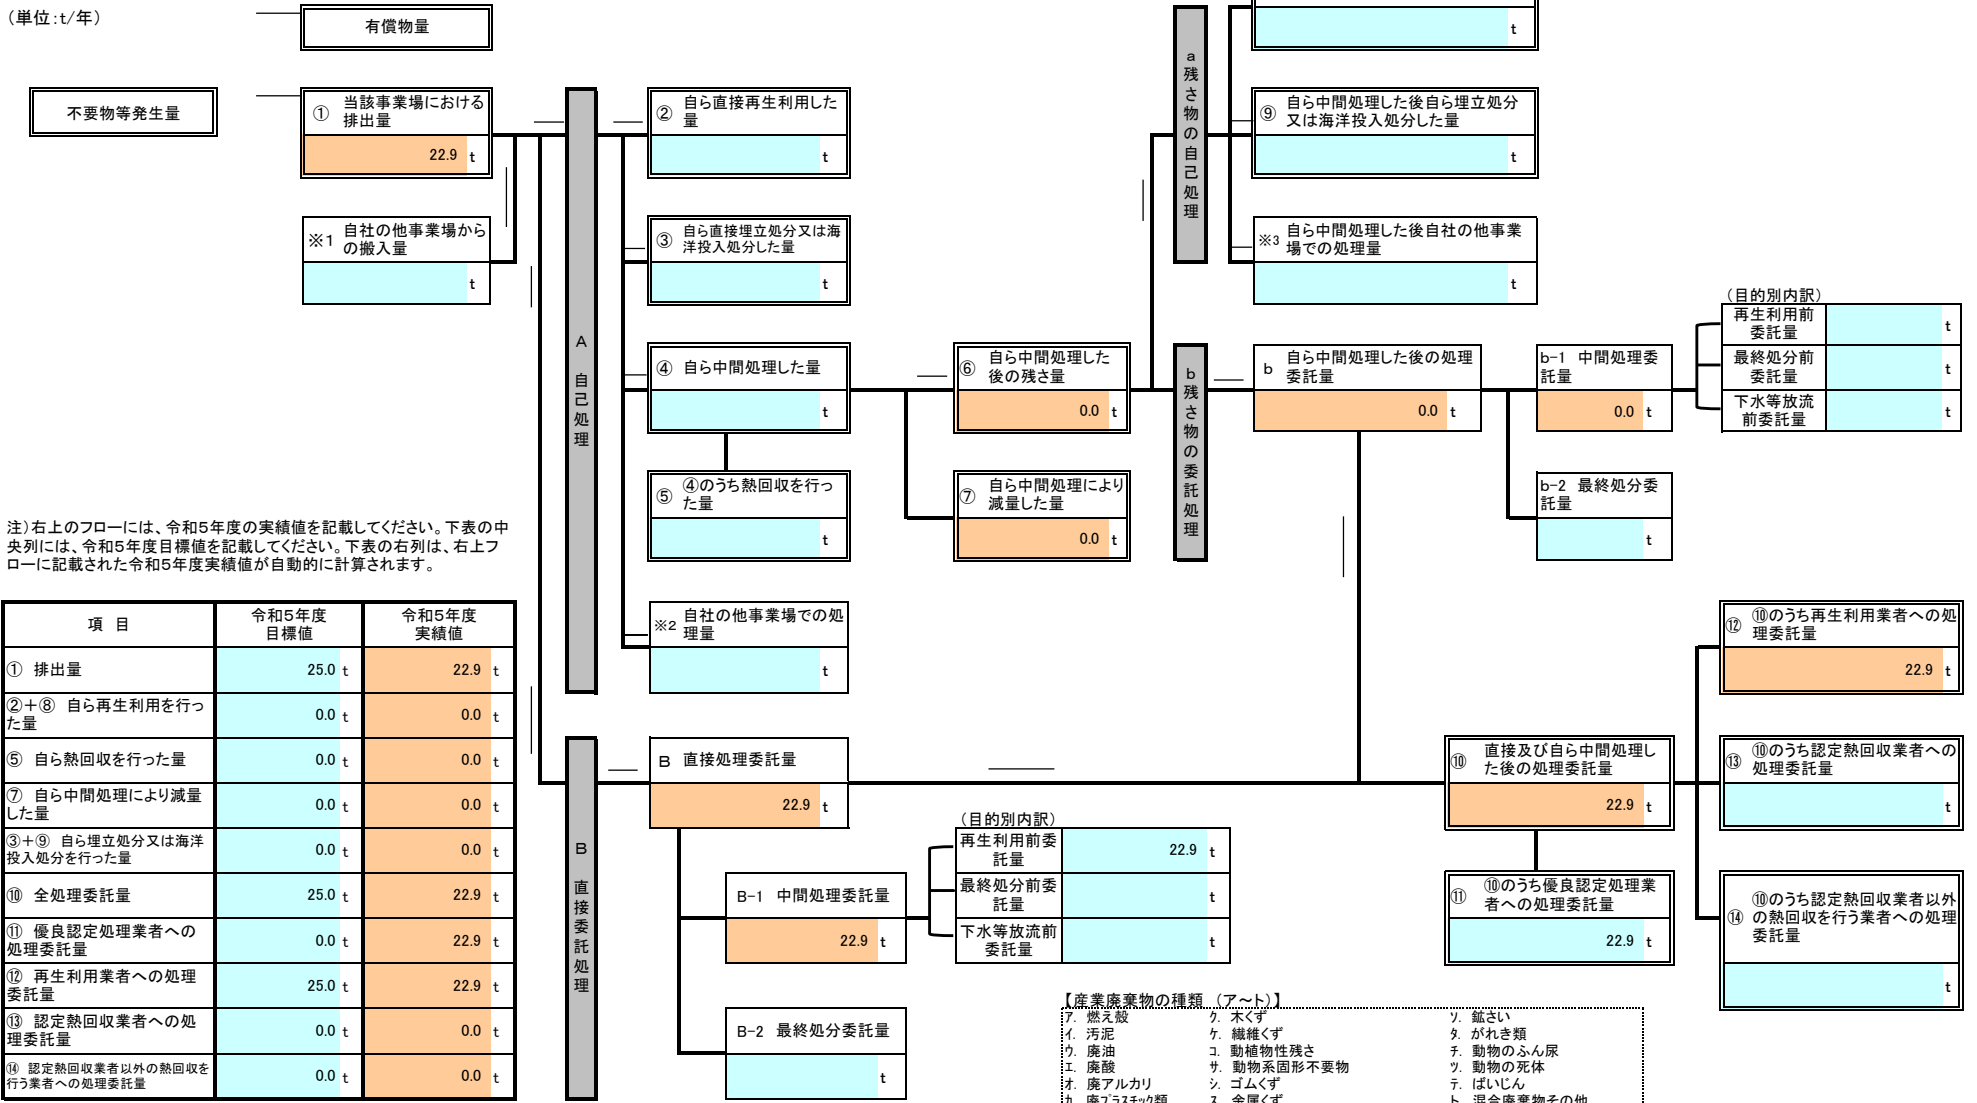 （単位:t/年）
有償物量
t
不要物等発生量
① 当該事業場における
排出量
22.9 t
② 自ら直接再生利用した
量
t
a
残
さ
物
の
自
己
処
理
⑨ 自ら中間処理した後自ら埋立処分
又は海洋投入処分した量
t
※1 自社の他事業場から
の搬入量
t
③ 自ら直接埋立処分又は海
洋投入処分した量
t
※3 自ら中間処理した後自社の他事業
場での処理量
t
A
自
己
処
理
④ 自ら中間処理した量
t
⑥ 自ら中間処理した
後の残さ量
0.0 t
b
残
さ
物
の
委
託
処
理
b 自ら中間処理した後の処理
委託量
0.0 t
b-1 中間処理委
託量
0.0 t
（目的別内訳）
再生利用前
委託量
t
最終処分前
委託量
t
下水等放流
前委託量
t
⑤ ④のうち熱回収を行っ
た量
t
⑦ 自ら中間処理により
減量した量
0.0 t
b-2 最終処分委
託量
t
注）右上のフローには、令和5年度の実績値を記載してください。下表の中
央列には、令和5年度目標値を記載してください。下表の右列は、右上フ
ローに記載された令和5年度実績値が自動的に計算されます。
※2 自社の他事業場での処
理量
t
項 目
令和5年度
目標値
令和5年度
実績値
① 排出量 25.0 t 22.9 t
②+⑧ 自ら再生利用を行っ
た量
0.0 t 0.0 t
⑤ 自ら熱回収を行った量 0.0 t 0.0 t
⑦ 自ら中間処理により減量
した量
0.0 t 0.0 t
③+⑨ 自ら埋立処分又は海洋
投入処分を行った量
0.0 t 0.0 t
⑩ 全処理委託量 25.0 t 22.9 t
⑪ 優良認定処理業者への
処理委託量
0.0 t 22.9 t
⑫ 再生利用業者への処理
委託量
25.0 t 22.9 t
⑬ 認定熱回収業者への処
理委託量
0.0 t 0.0 t
⑭ 認定熱回収業者以外の熱回収を
行う業者への処理委託量
0.0 t 0.0 t
B
直
接
委
託
処
理
B 直接処理委託量
22.9 t
B-1 中間処理委託量
22.9 t
（目的別内訳）
再生利用前委
託量
22.9 t
最終処分前委
託量
t
下水等放流前
委託量
t
B-2 最終処分委託量
t
⑩ 直接及び自ら中間処理し
た後の処理委託量
22.9 t
⑪ ⑩のうち優良認定処理業
者への処理委託量
22.9 t
⑫ ⑩のうち再生利用業者への処
理委託量
22.9 t
⑬ ⑩のうち認定熱回収業者への
処理委託量
t
⑭ ⑩のうち認定熱回収業者以外
の熱回収を行う業者への処理
委託量
t
【産業廃棄物の種類 （ア～ト）】
ｱ. 燃え殻 ｸ. 木くず ｿ. 鉱さい
ｲ. 汚泥 ｹ. 繊維くず ﾀ. がれき類
ｳ. 廃油 ｺ. 動植物性残さ ﾁ. 動物のふん尿
ｴ. 廃酸 ｻ. 動物系固形不要物 ﾂ. 動物の死体
ｵ. 廃アルカリ ｼ. ゴムくず ﾃ. ばいじん
ｶ. 廃ﾌﾟﾗｽﾁｯｸ類 ｽ. 金属くず ﾄ. 混合廃棄物その他